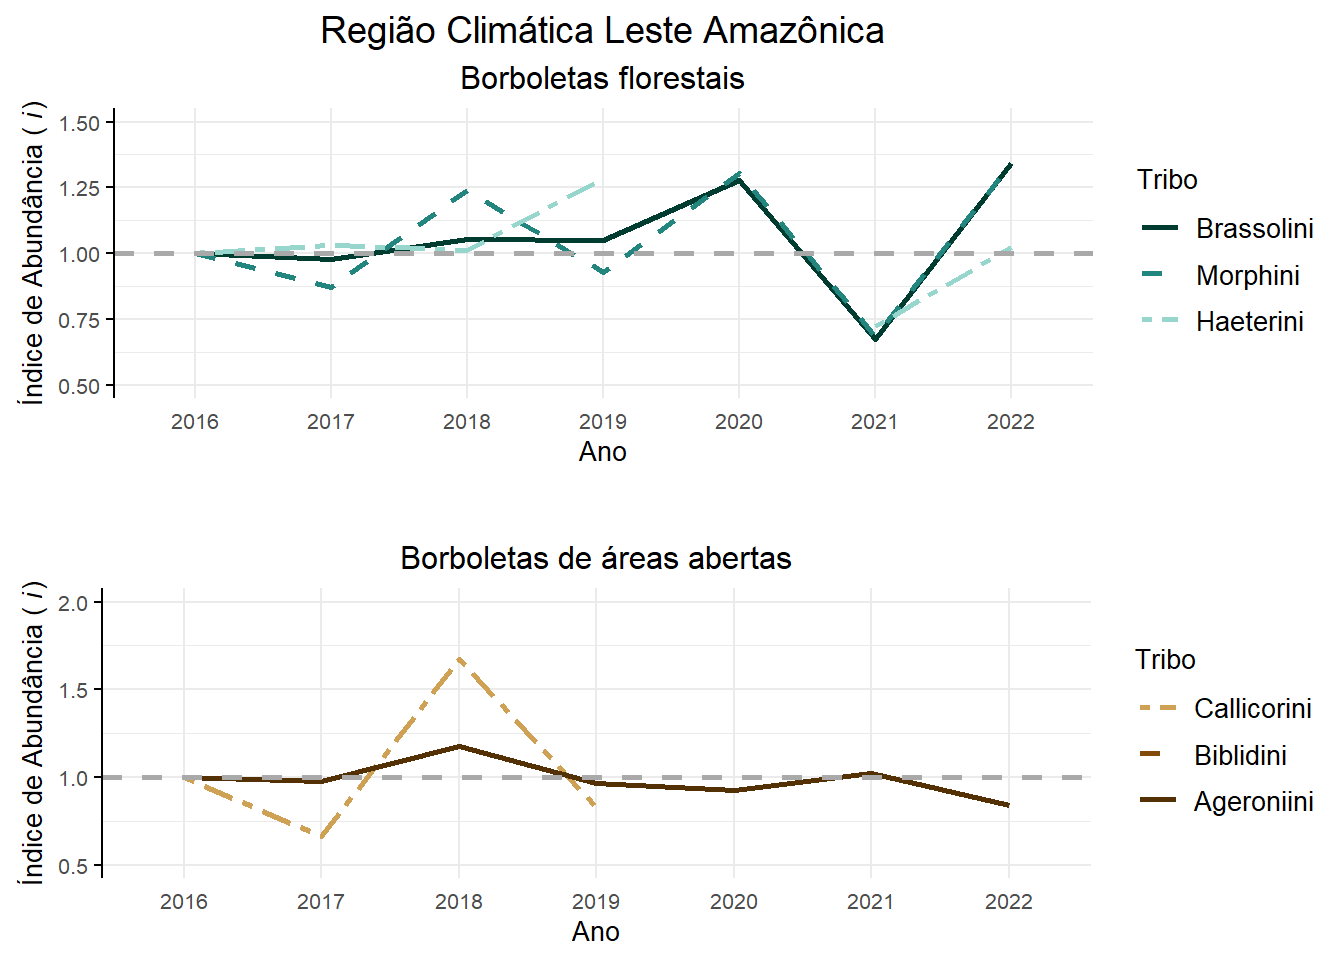 Região Climática Leste Amazônica
Borboletas florestais
Índice de Abundância ( i)
1.50
1.25
1.00
0.75
0.50
2016 2017 2018 2019 2020 2021 2022
Ano
Tribo
Brassolini
Morphini
Haeterini
Borboletas de áreas abertas
Índice de Abundância ( i)
2.0
1.5
1.0
0.5
2016 2017 2018 2019 2020 2021 2022
Ano
Tribo
Callicorini
Biblidini
Ageroniini